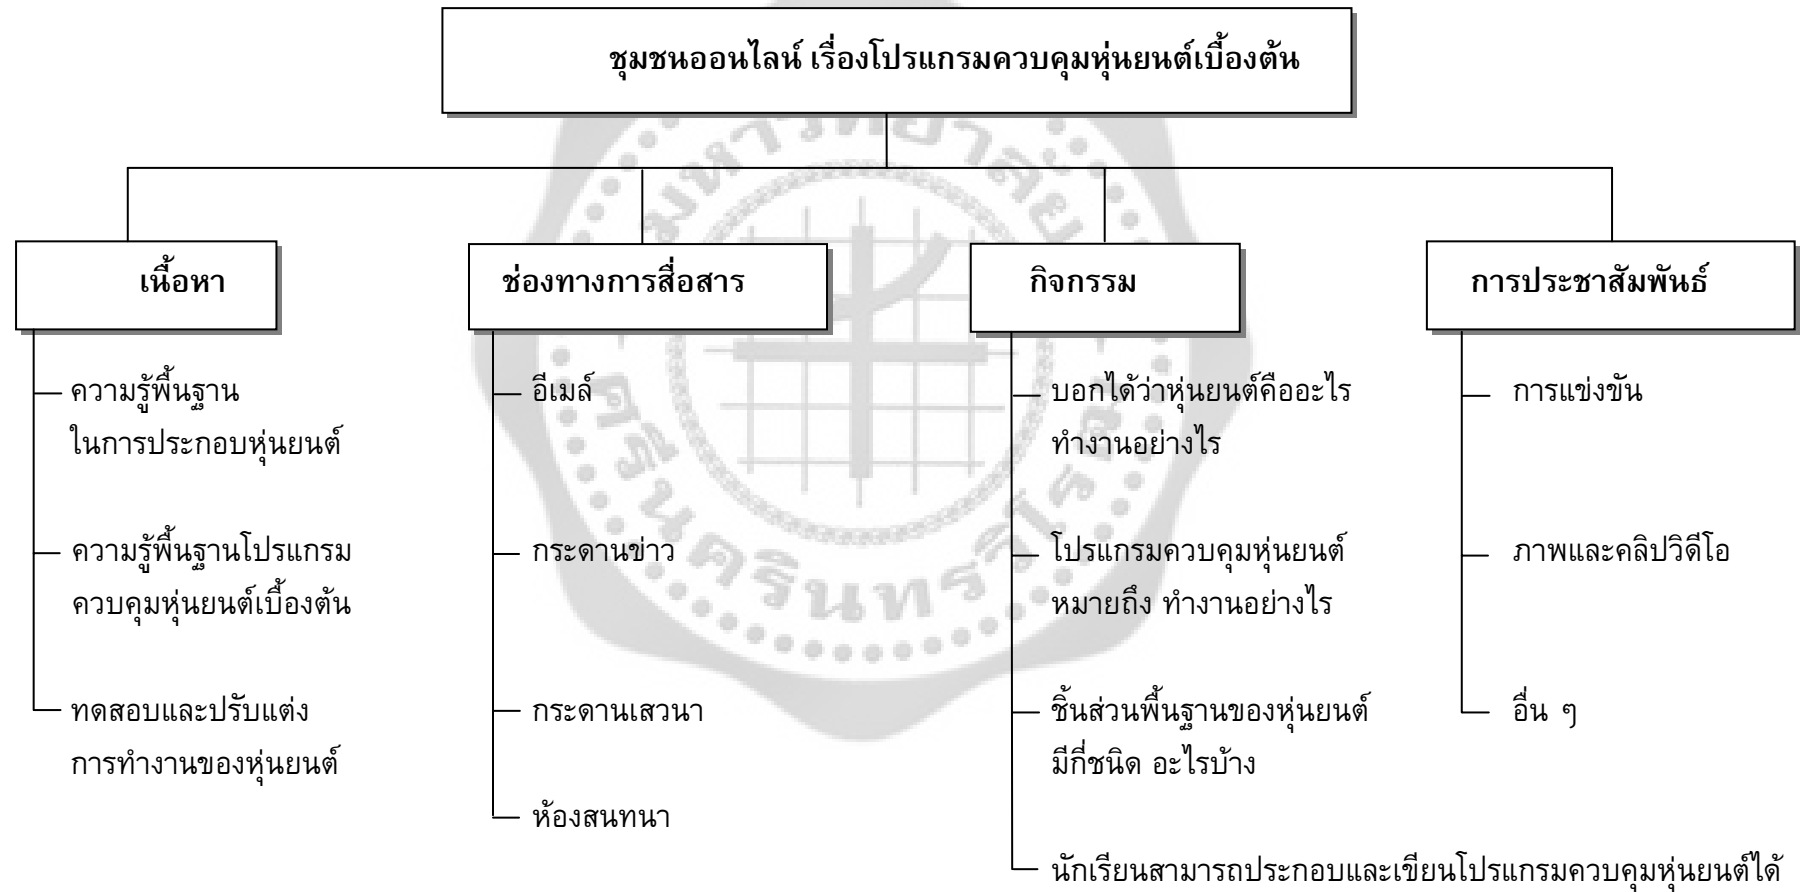 ชุมชนออนไลน์ เรื่องโปรแกรมควบคุมหุ่นยนต์เบื้องต้น
เนื้อหา
ความรู้พื้นฐาน
ในการประกอบหุ่นยนต์
ความรู้พื้นฐานโปรแกรม
ควบคุมหุ่นยนต์เบื้องต้น
ทดสอบและปรับแต่ง
การทำงานของหุ่นยนต์
ช่องทางการสื่อสาร
อีเมล์
กระดานข่าว
กระดานเสวนา
ห้องสนทนา
กิจกรรม
บอกได้ว่าหุ่นยนต์คืออะไร
ทำงานอย่างไร
โปรแกรมควบคุมหุ่นยนต์
หมายถึง ทำงานอย่างไร
ชิ้นส่วนพื้นฐานของหุ่นยนต์
มีกี่ชนิด อะไรบ้าง
นักเรียนสามารถประกอบและเขียนโปรแกรมควบคุมหุ่นยนต์ได้
การประชาสัมพันธ์
การแข่งขัน
ภาพและคลิปวิดีโอ
อื่น ๆ